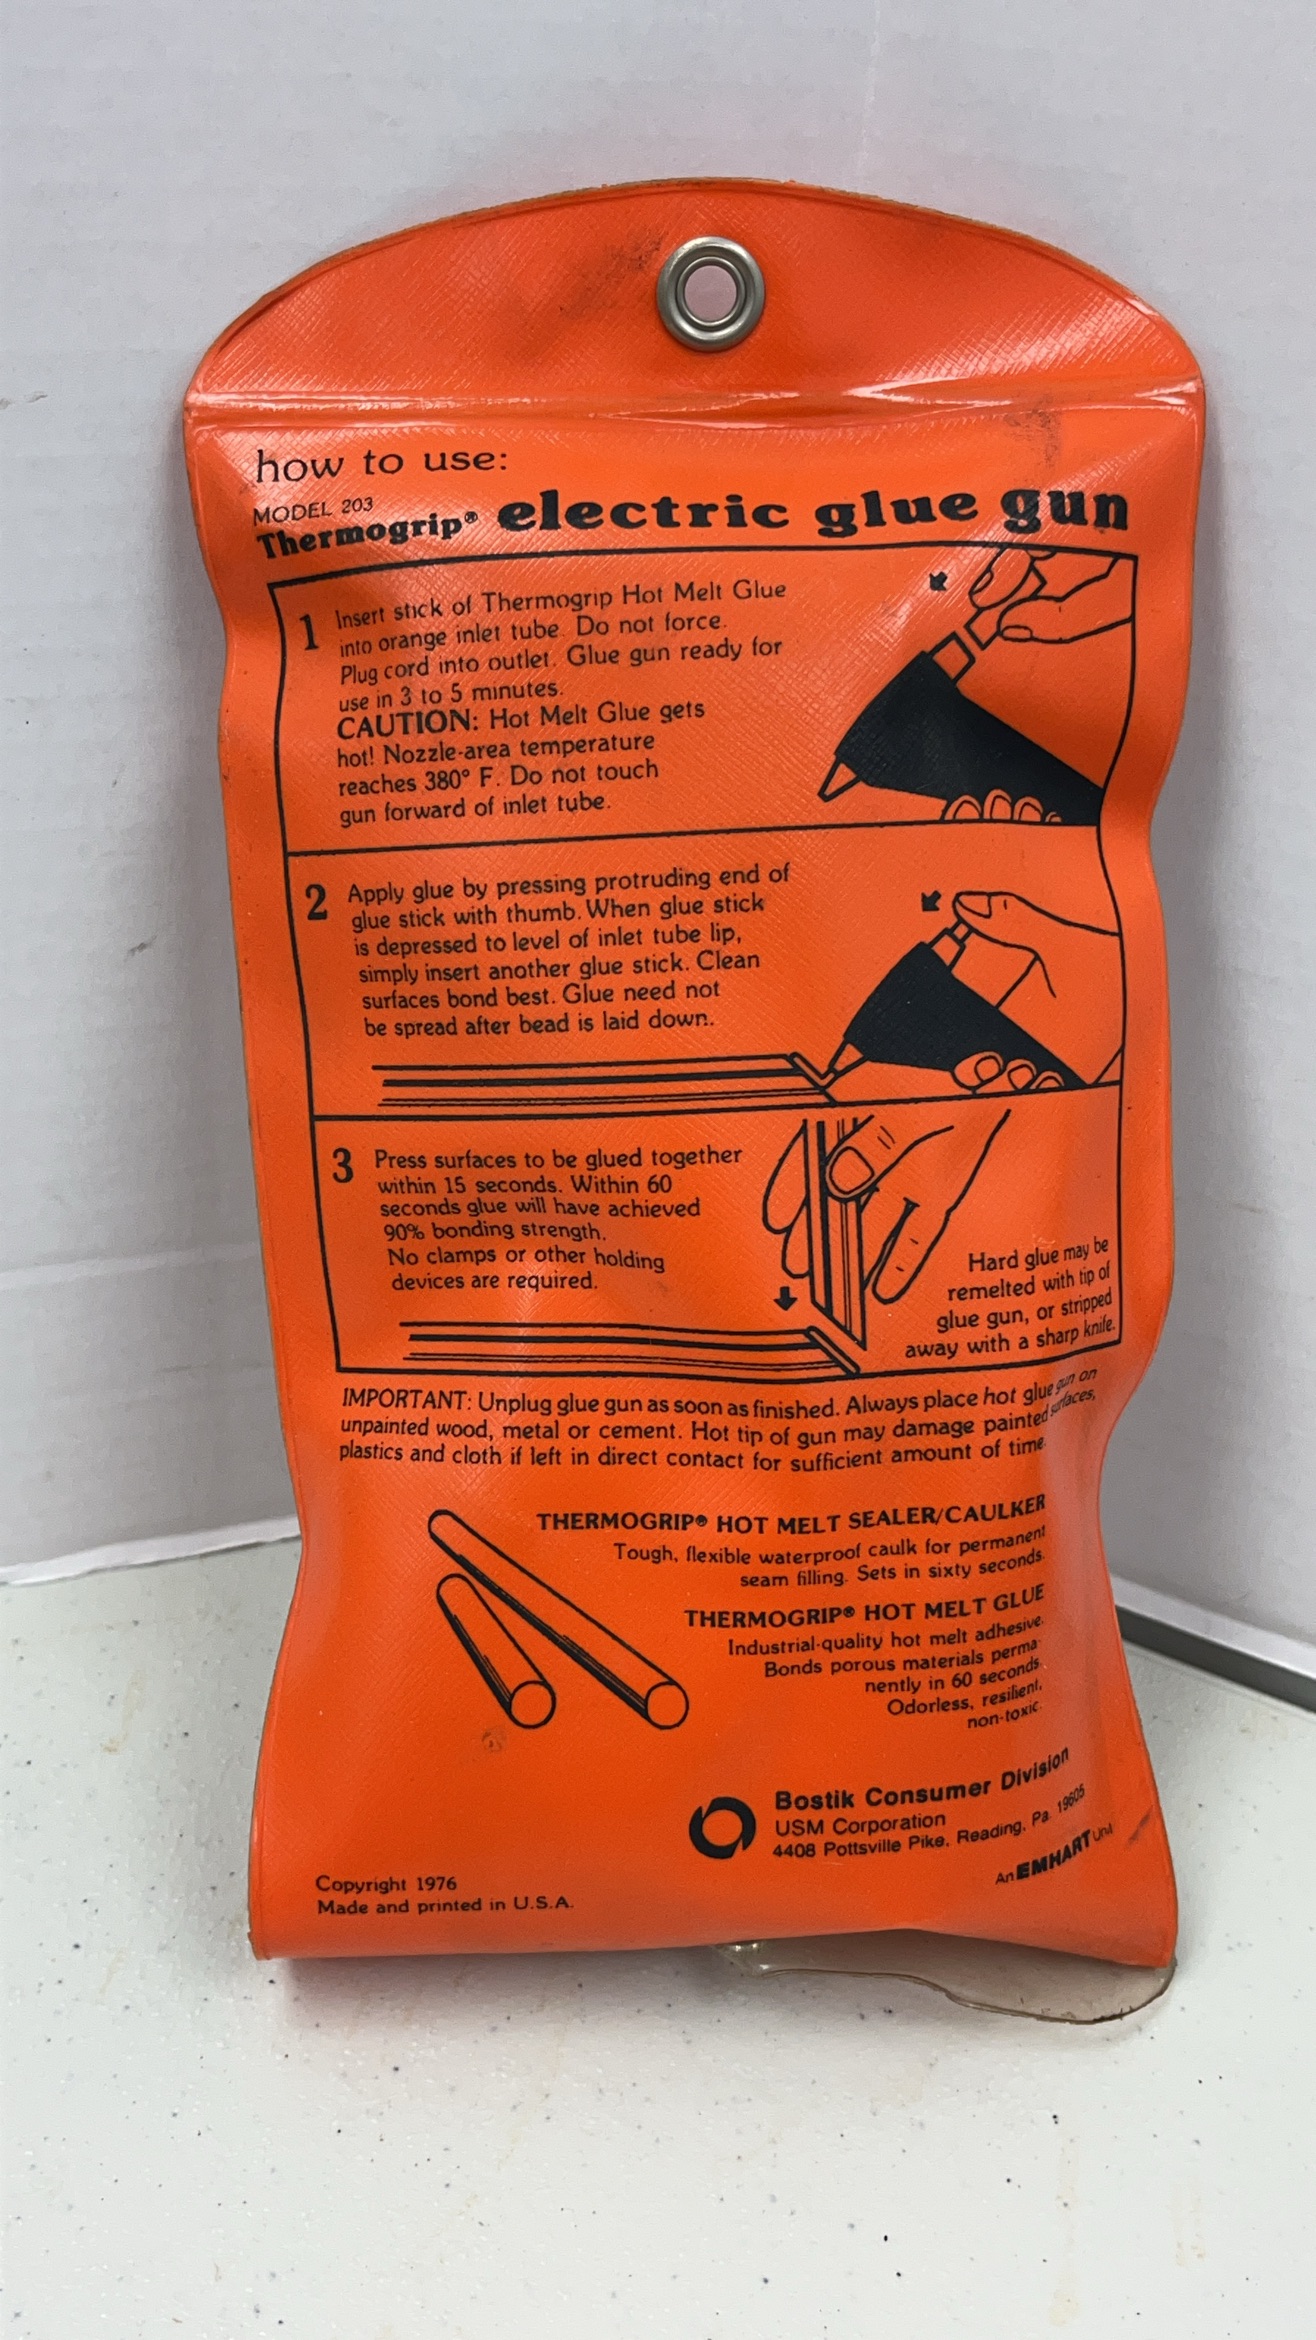 how to use:
MODEL 203
Thermogrip® electric glue gun
1 Insert stick of Thermogrip Hot Melt Glue
into orange inlet tube. Do not force.
Plug cord into outlet. Glue gun ready for
use in 3 to 5 minutes.
CAUTION: Hot Melt Glue gets
hot! Nozzle-area temperature
reaches 380° F. Do not touch
gun forward of inlet tube.
2 Apply glue by pressing protruding end of
glue stick with thumb. When glue stick
is depressed to level of inlet tube lip,
simply insert another glue stick. Clean
surfaces bond best. Glue need not
be spread after bead is laid down.
3 Press surfaces to be glued together
within 15 seconds. Within 60
seconds glue will have achieved
90% bonding strength.
No clamps or other holding
devices are required.
Hard glue may be
remelted with tip of
glue gun, or stripped
away with a sharp knife.
IMPORTANT: Unplug glue gun as soon as finished. Always place hot glue gun on
unpainted wood, metal or cement. Hot tip of gun may damage painted surfaces,
plastics and cloth if left in direct contact for sufficient amount of time.
THERMOGRIP® HOT MELT SEALER/CAULKER
Tough, flexible waterproof caulk for permanent
seam filling. Sets in sixty seconds.
THERMOGRIP® HOT MELT GLUE
Industrial-quality hot melt adhesive.
Bonds porous materials perma-
nently in 60 seconds.
Odorless, resilient,
non-toxic.
Bostik Consumer Division
USM Corporation
4408 Pottsville Pike, Reading, Pa. 19605
An EMHART Unit
Copyright 1976
Made and printed in U.S.A.